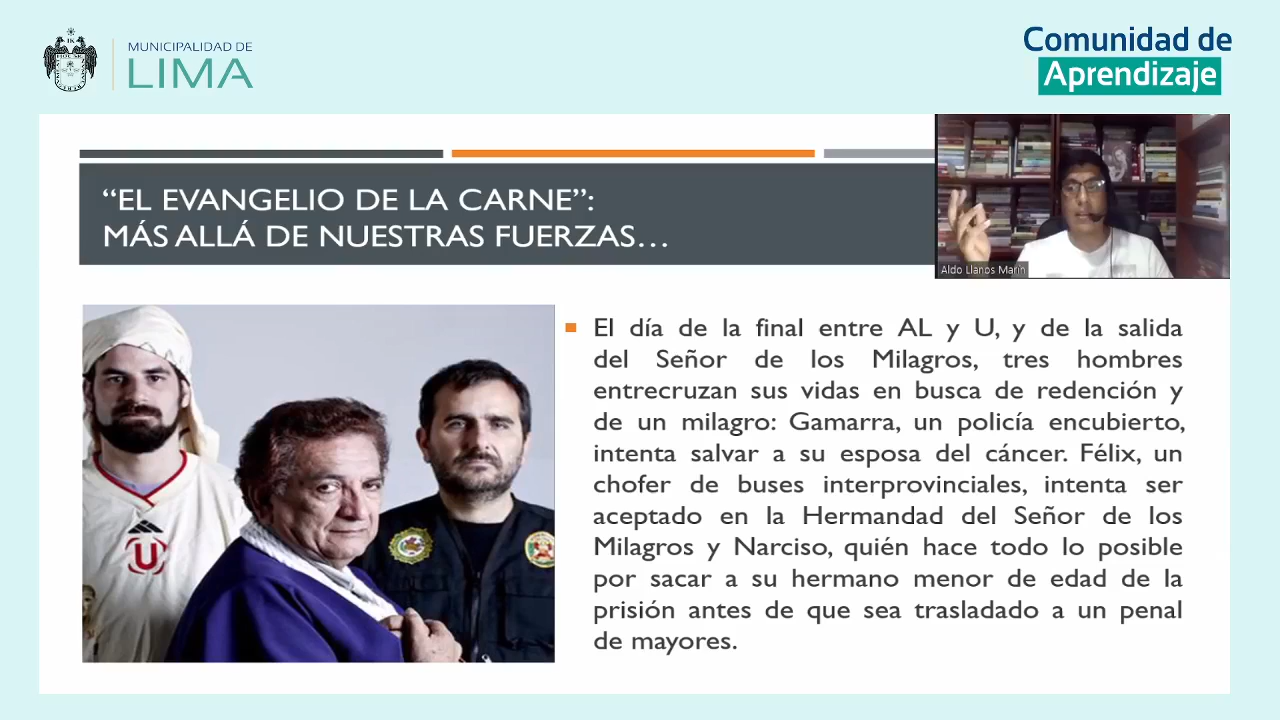 MUNICIPALIDAD DE
LIMA
Comunidad de
Aprendizaje
“EL EVANGELIO DE LA CARNE”:
MÁS ALLÁ DE NUESTRAS FUERZAS…
Aldo Llanos Marín
U
El día de la final entre AL y U, y de la salida
del Señor de los Milagros, tres hombres
entrecruzan sus vidas en busca de redención y
de un milagro: Gamarra, un policía encubierto,
intenta salvar a su esposa del cáncer. Félix, un
chofer de buses interprovinciales, intenta ser
aceptado en la Hermandad del Señor de los
Milagros y Narciso, quién hace todo lo posible
por sacar a su hermano menor de edad de la
prisión antes de que sea trasladado a un penal
de mayores.